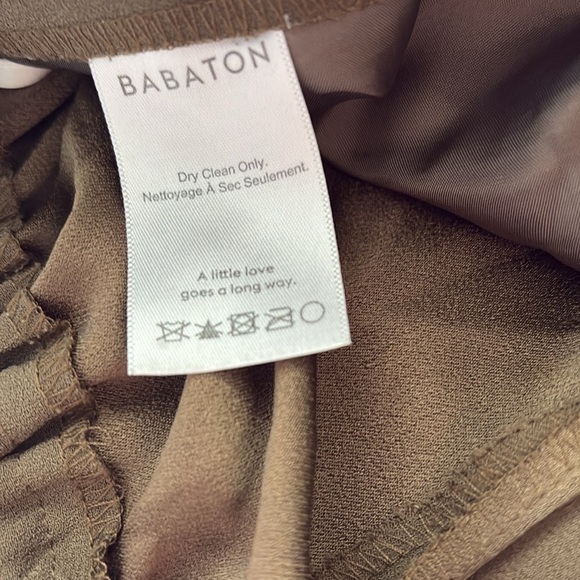 BABATON
Dry Clean Only.
Nettoyage À Sec Seulement.
A little love
goes a long way.